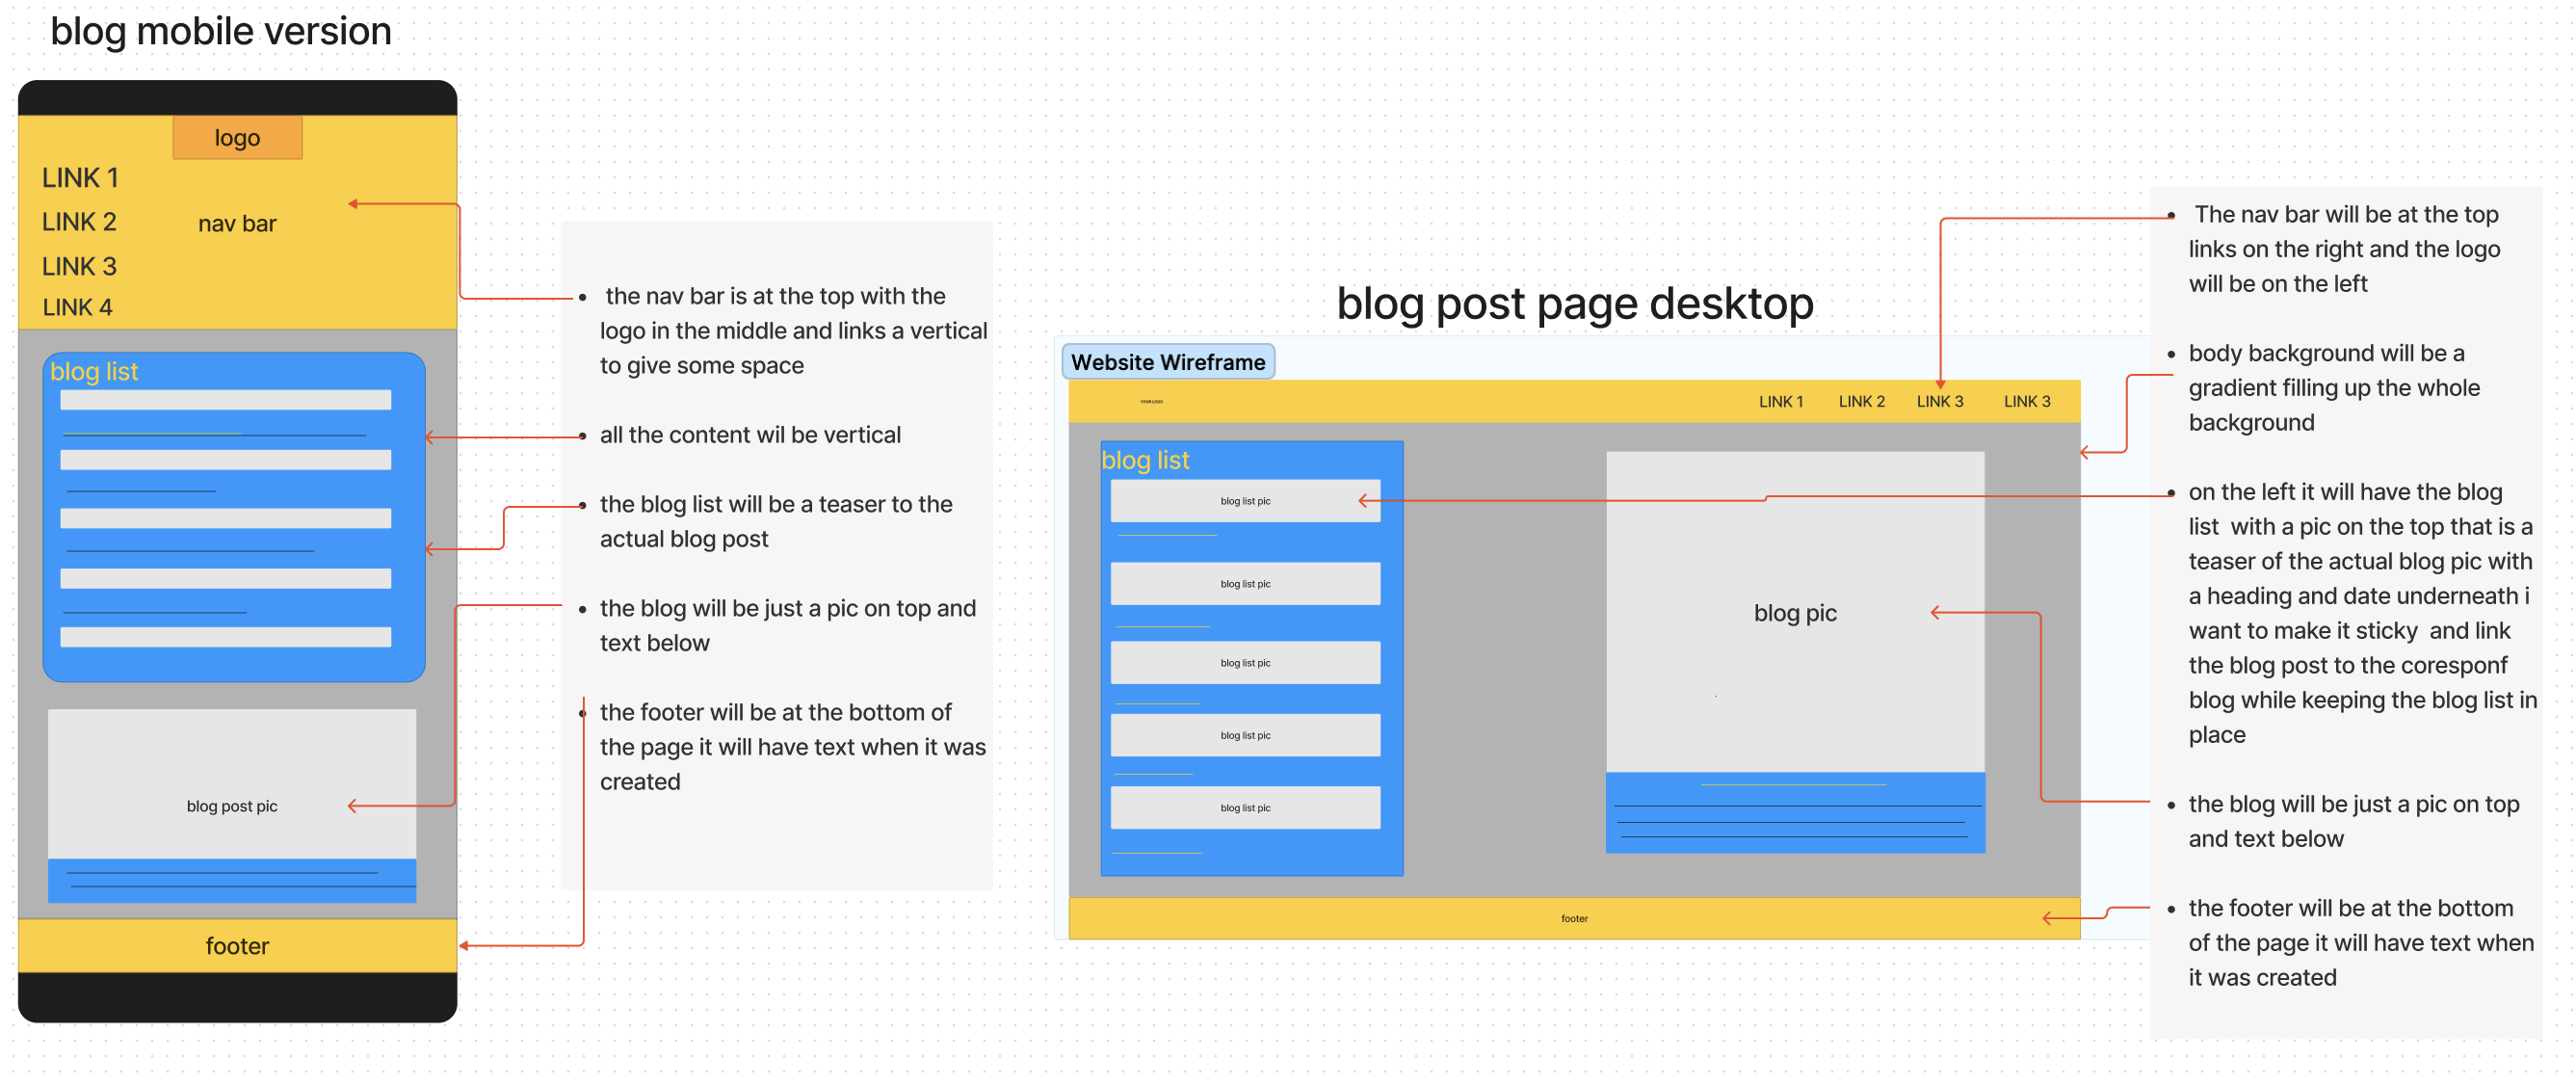 blog mobile version
logo
LINK 1
LINK 2
nav bar
LINK 3
LINK 4
blog list
blog post pic
footer
• the nav bar is at the top with the
logo in the middle and links a vertical
to give some space
• all the content wil be vertical
• the blog list will be a teaser to the
actual blog post
• the blog will be just a pic on top and
text below
• the footer will be at the bottom of
the page it will have text when it was
created
blog post page desktop
Website Wireframe
YOUR LOGO
LINK 1
LINK 2
LINK 3
LINK 3
blog list
blog list pic
blog list pic
blog list pic
blog list pic
blog list pic
blog pic
footer
• The nav bar will be at the top
links on the right and the logo
will be on the left
• body background will be a
gradient filling up the whole
background
• on the left it will have the blog
list with a pic on the top that is a
teaser of the actual blog pic with
a heading and date underneath i
want to make it sticky and link
the blog post to the coresponf
blog while keeping the blog list in
place
• the blog will be just a pic on top
and text below
• the footer will be at the bottom
of the page it will have text when
it was created